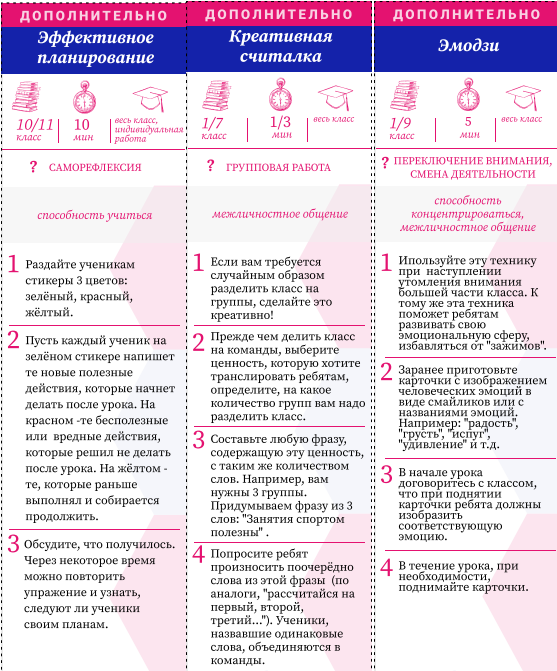 ДОПОЛНИТЕЛЬНО
Эффективное
планирование
10/11
класс
10
мин
весь класс,
индивидуальная
работа
? САМОРЕФЛЕКСИЯ
способность учиться
1 Раздайте ученикам
стикеры 3 цветов:
зелёный, красный,
жёлтый.
2 Пусть каждый ученик на
зелёном стикере напишет
те новые полезные
действия, которые начнет
делать после урока. На
красном -те бесполезные
или вредные действия,
которые решил не делать
после урока. На жёлтом -
те, которые раньше
выполнял и собирается
продолжить.
3 Обсудите, что получилось.
Через некоторое время
можно повторить
упражение и узнать,
следуют ли ученики
своим планам.
ДОПОЛНИТЕЛЬНО
Креативная
считалка
1/7
класс
1/3
мин
весь класс
? ГРУППОВАЯ РАБОТА
межличностное общение
1 Если вам требуется
случайным образом
разделить класс на
группы, сделайте это
креативно!
2 Прежде чем делить класс
на команды, выберите
ценность, которую хотите
транслировать ребятам,
определите, на какое
количество групп вам надо
разделить класс.
3 Составьте любую фразу,
содержащую эту ценность,
с таким же количеством
слов. Например, вам
нужны 3 группы.
Придумываем фразу из 3
слов: "Занятия спортом
полезны" .
4 Попросите ребят
произносить поочерёдно
слова из этой фразы (по
аналоги, "рассчитайся на
первый, второй,
третий..."). Ученики,
назвавшие одинаковые
слова, объединяются в
команды.
ДОПОЛНИТЕЛЬНО
Эмодзи
1/9
класс
5
мин
весь класс
? ПЕРЕКЛЮЧЕНИЕ ВНИМАНИЯ,
СМЕНА ДЕЯТЕЛЬНОСТИ
способность
концентрироваться,
межличностное общение
1 Ипользуйте эту технику
при наступлении
утомления внимания
большей части класса. К
тому же эта техника
поможет ребятам
развивать свою
эмоциональную сферу,
избавляться от "зажимов".
2 Заранее приготовьте
карточки с изображением
человеческих эмоций в
виде смайликов или с
названиями эмоций.
Например: "радость",
"грусть", "испуг",
"удивление" и т.д.
3 В начале урока
договоритесь с классом,
что при поднятии
карточки ребята должны
изобразить
соответствующую
эмоцию.
4 В течение урока, при
необходимости,
поднимайте карточки.